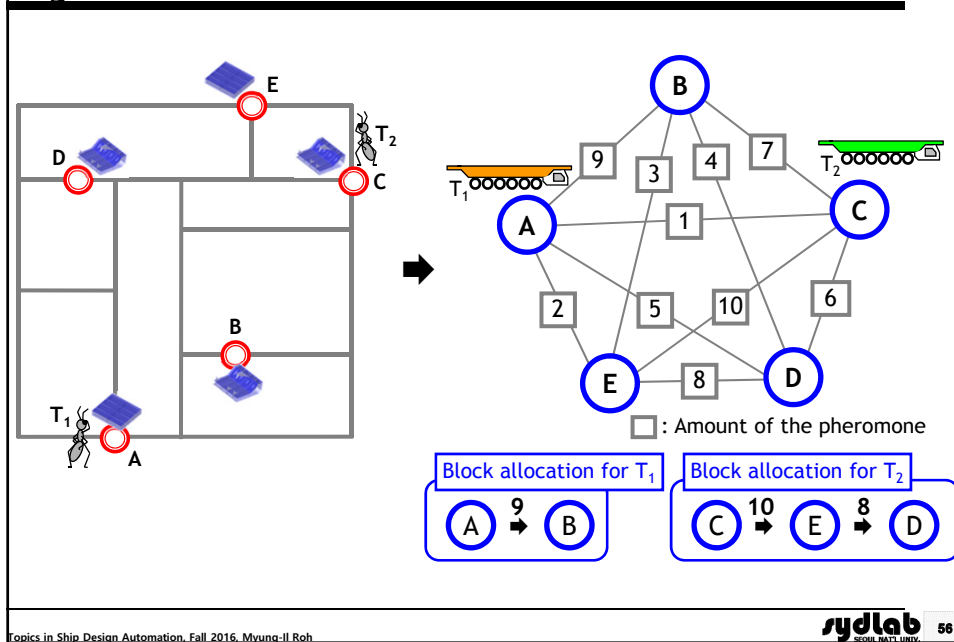 E
T2
D
C
B
T1
A
B
T1
T2
9
3
4
7
A
1
C
2
5
10
6
E
8
D
: Amount of the pheromone
Block allocation for T1
A 9 B
Block allocation for T2
C 10 E 8 D
Topics in Ship Design Automation, Fall 2016, Myung-Il Roh
sydlab 56
SEOUL NAT'L UNIV.